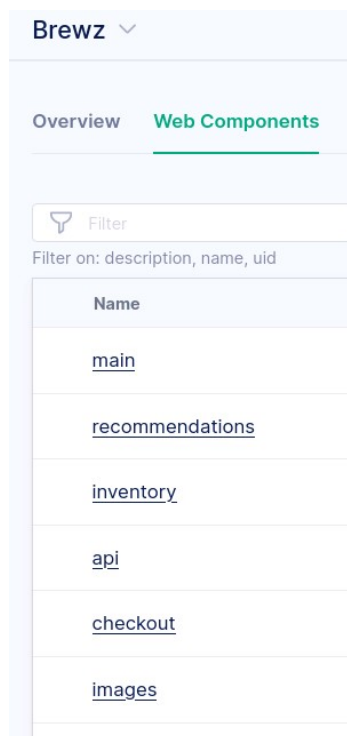 Brewz
Overview Web Components
Filter
Filter on: description, name, uid
Name
main
recommendations
inventory
api
checkout
images